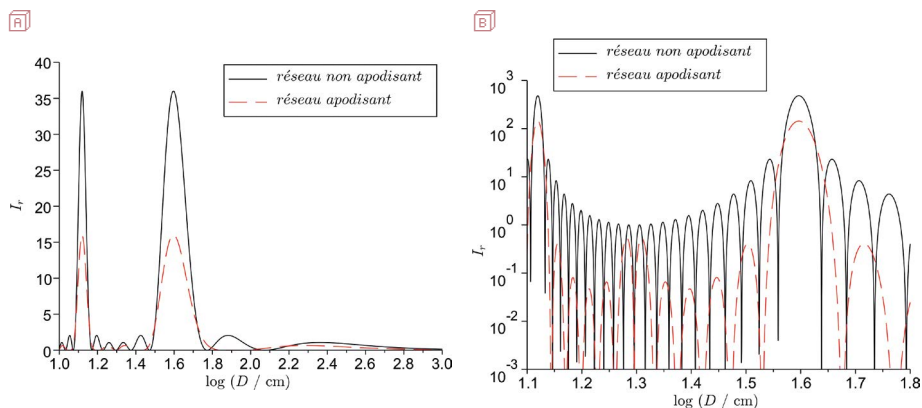 A
réseau non apodisant
réseau apodisant
40
35
30
25
20
15
10
5
0
I_r
1.0 1.2 1.4 1.6 1.8 2.0 2.2 2.4 2.6 2.8 3.0
log (D / cm)
B
réseau non apodisant
réseau apodisant
10^3
10^2
10^1
10^0
10^-1
10^-2
10^-3
I_r
1.1 1.2 1.3 1.4 1.5 1.6 1.7 1.8
log (D / cm)